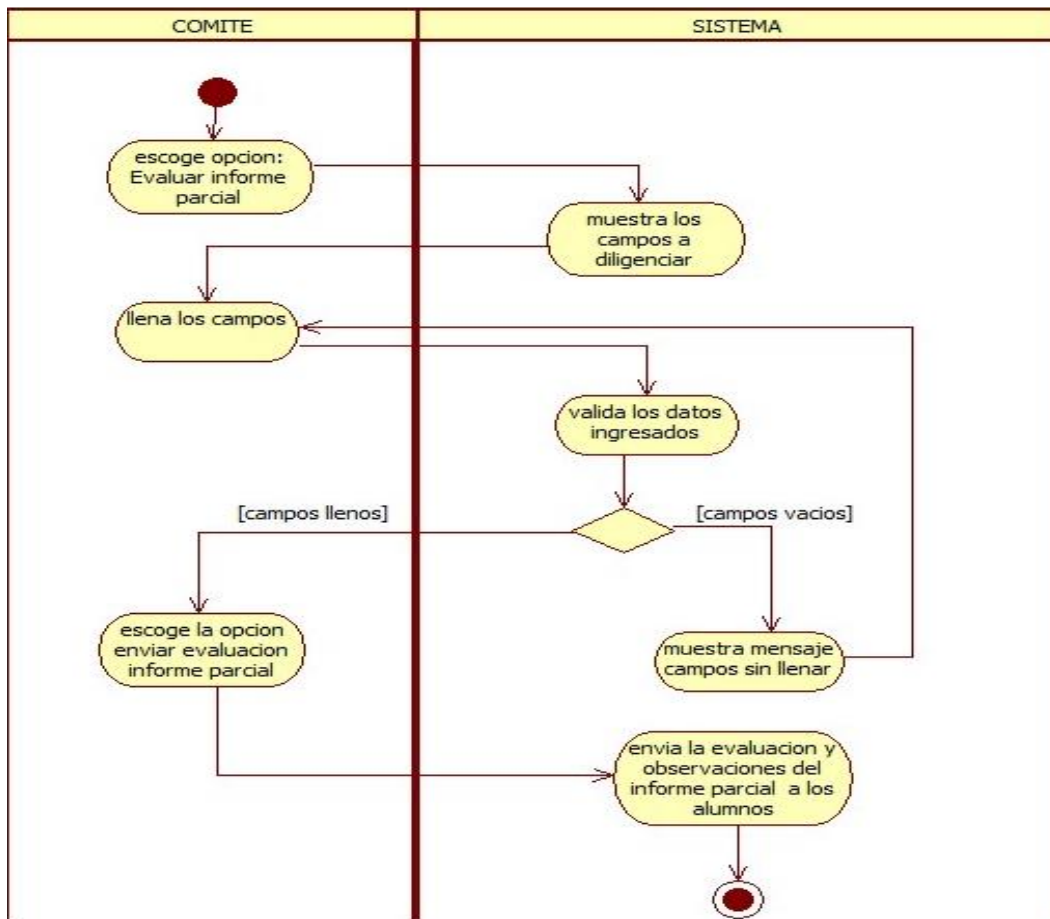 COMITE
SISTEMA
escoge opcion:
Evaluar informe
parcial
muestra los
campos a
diligenciar
llena los campos
valida los datos
ingresados
[campos llenos]
[campos vacios]
escoge la opcion
enviar evaluacion
informe parcial
muestra mensaje
campos sin llenar
envia la evaluacion y
observaciones del
informe parcial a los
alumnos